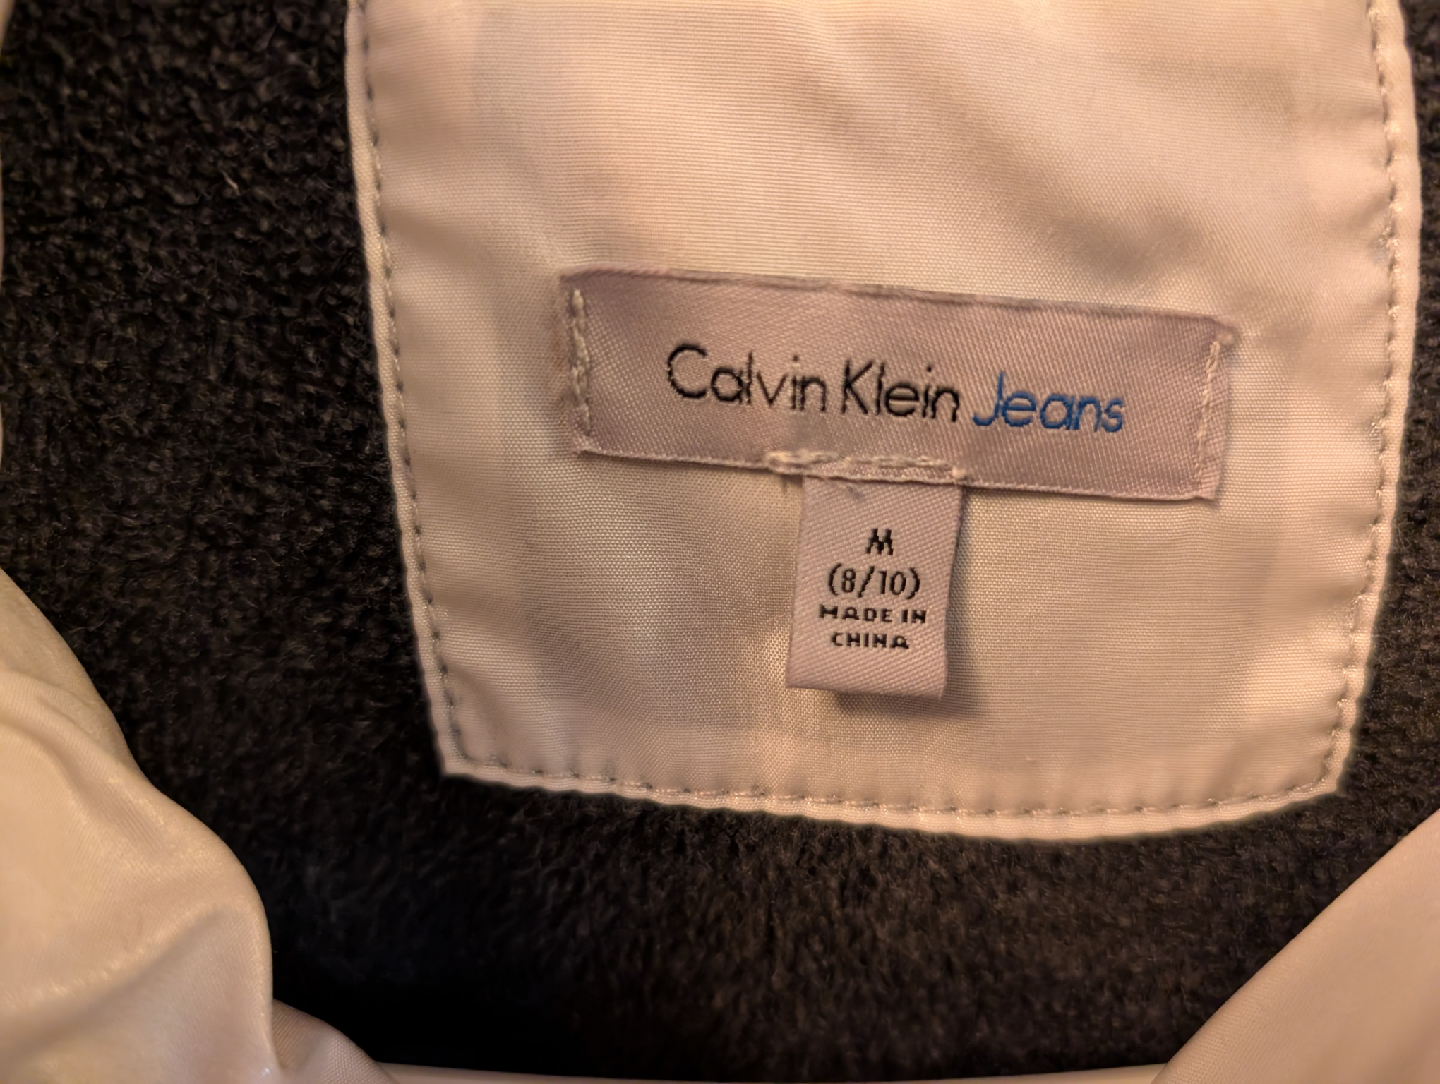 Calvin Klein Jeans
M
(8/10)
MADE IN
CHINA